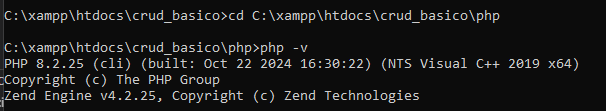 C:\xampp\htdocs\crud_basico>cd C:\xampp\htdocs\crud_basico\php
C:\xampp\htdocs\crud_basico\php>php -v
PHP 8.2.25 (cli) (built: Oct 22 2024 16:30:22) (NTS Visual C++ 2019 x64)
Copyright (c) The PHP Group
Zend Engine v4.2.25, Copyright (c) Zend Technologies